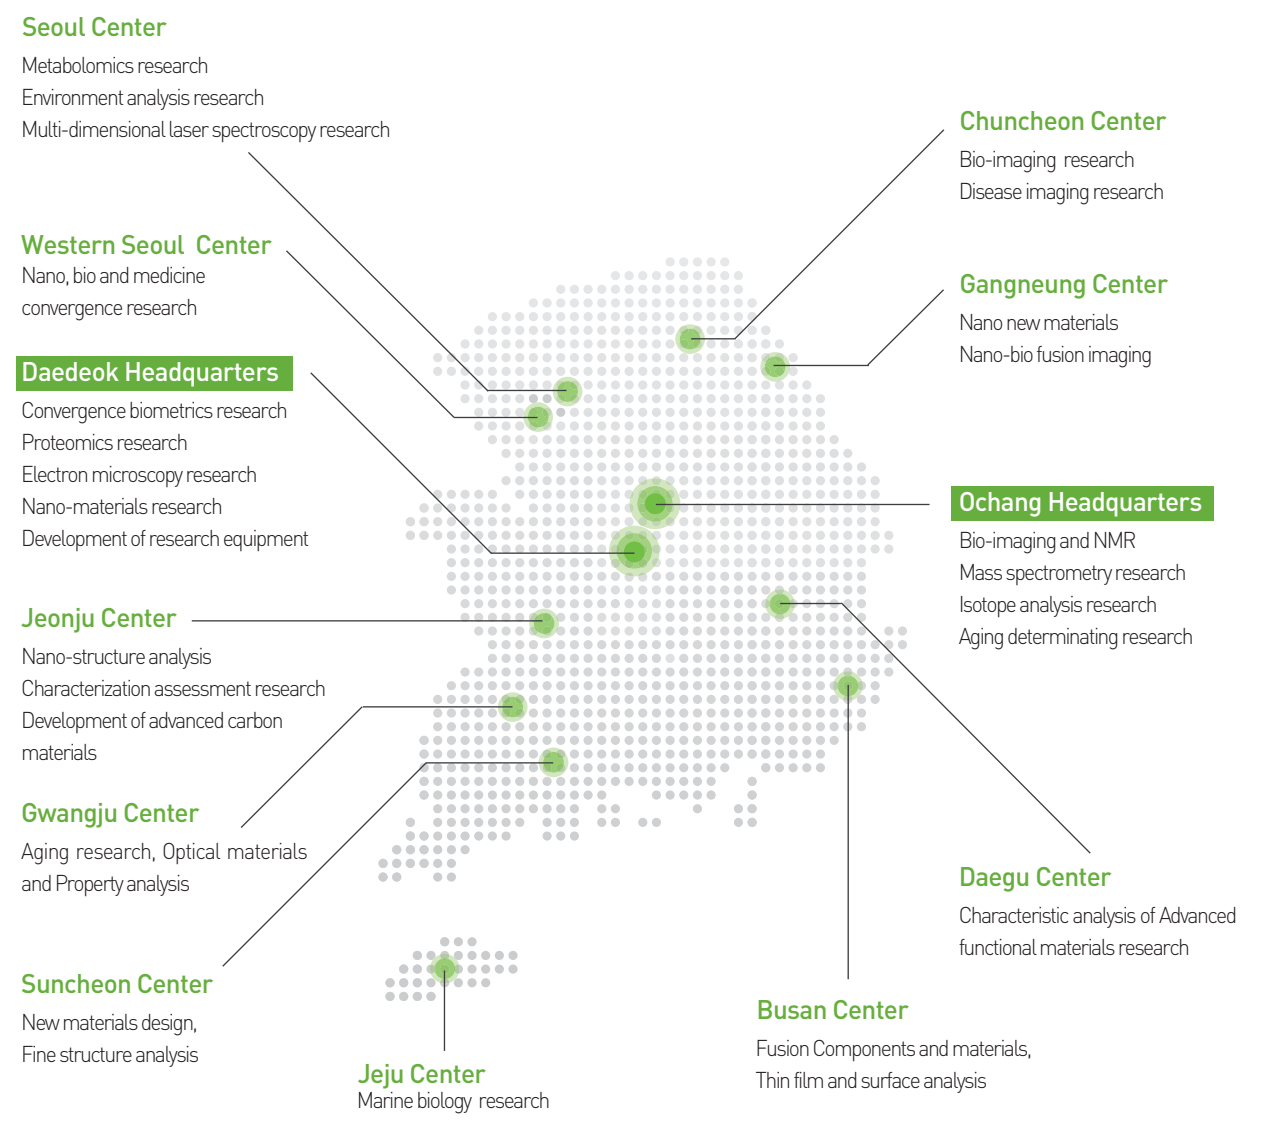 Seoul Center
Metabolomics research
Environment analysis research
Multi-dimensional laser spectroscopy research
Western Seoul Center
Nano, bio and medicine
convergence research
Daedeok Headquarters
Convergence biometrics research
Proteomics research
Electron microscopy research
Nano-materials research
Development of research equipment
Jeonju Center
Nano-structure analysis
Characterization assessment research
Development of advanced carbon
materials
Gwangju Center
Aging research, Optical materials
and Property analysis
Suncheon Center
New materials design,
Fine structure analysis
Jeju Center
Marine biology research
Chuncheon Center
Bio-imaging research
Disease imaging research
Gangneung Center
Nano new materials
Nano-bio fusion imaging
Ochang Headquarters
Bio-imaging and NMR
Mass spectrometry research
Isotope analysis research
Aging determinating research
Daegu Center
Characteristic analysis of Advanced
functional materials research
Busan Center
Fusion Components and materials,
Thin film and surface analysis